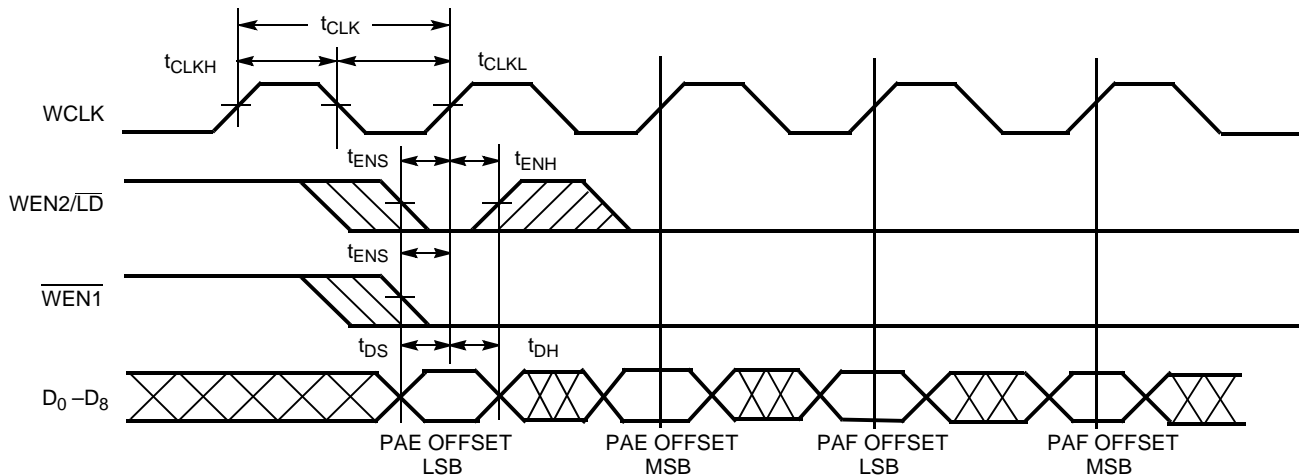 tCLK
tCLKH
tCLKL
WCLK
tENS
tENH
WEN2/LD
tENS
WEN1
tDS
tDH
D0 –D8
PAE OFFSET
LSB
PAE OFFSET
MSB
PAF OFFSET
LSB
PAF OFFSET
MSB